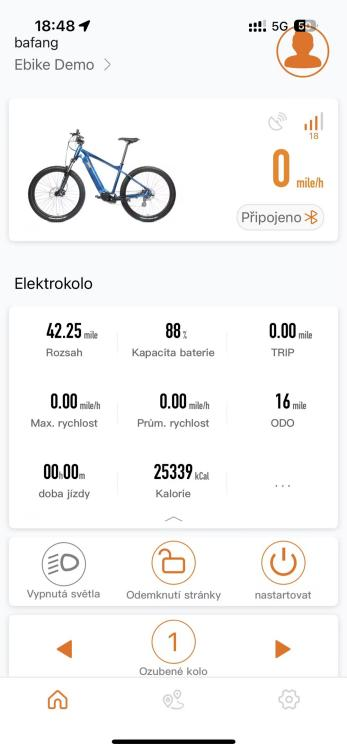 18:48 5G
bafang
Ebike Demo
18
0 mile/h
Připojeno
Elektrokolo
42.25 mile 88 % 0.00 mile
Rozsah Kapacita baterie TRIP
0.00 mile/h 0.00 mile/h 16 mile
Max. rychlost Prům. rychlost ODO
00h00m 25339 kCal ...
doba jízdy Kalorie
Vypnutá světla Odemknutí stránky nastartovat
1
Ozubené kolo